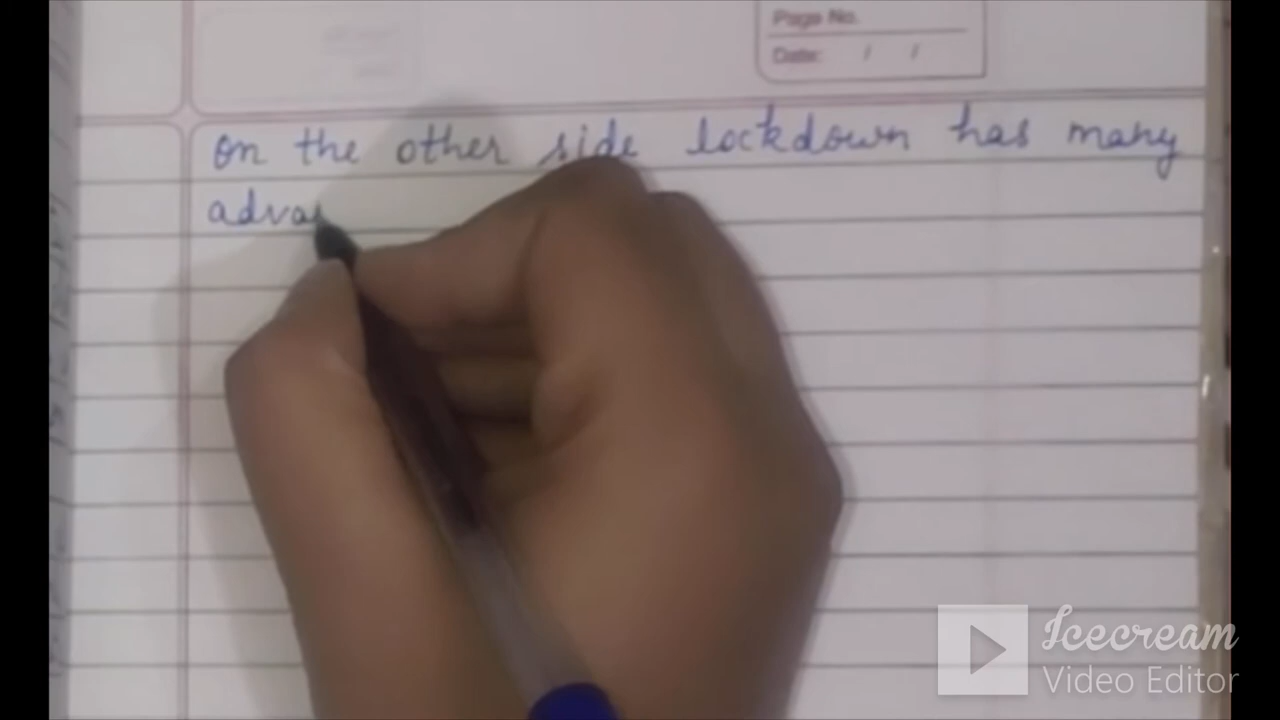 Page No.
Date: / /
on the other side lockdown has many
adva
Icecream
Video Editor